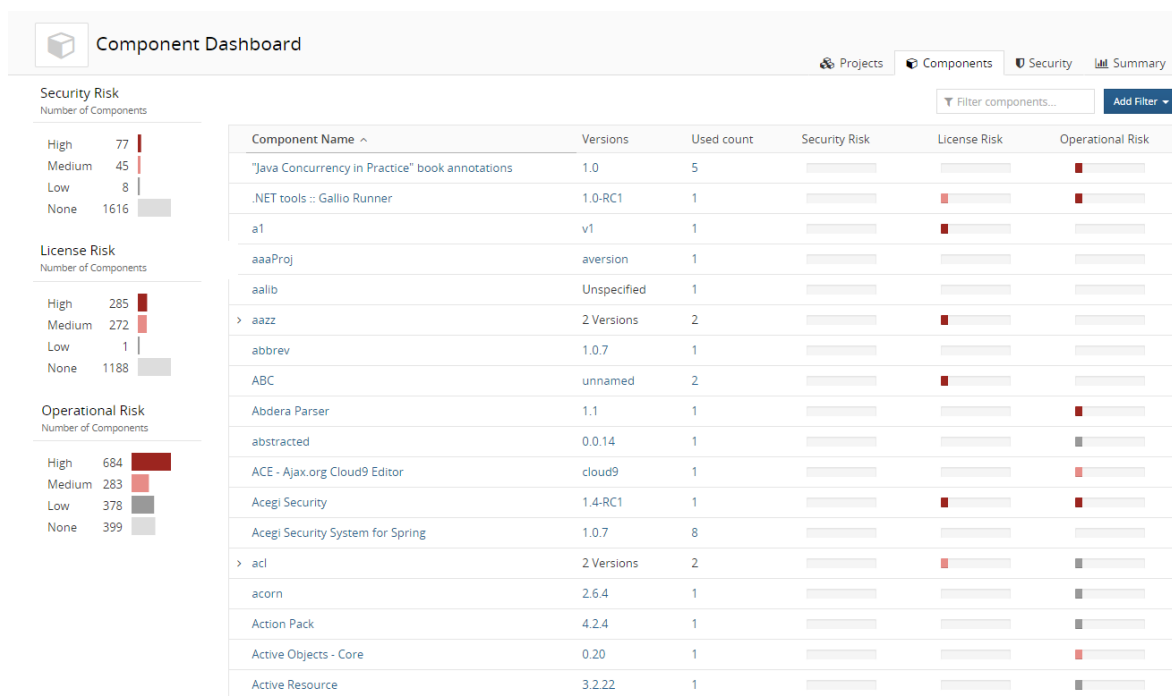 Component Dashboard
Projects Components Security Summary
Security Risk
Number of Components
High 77
Medium 45
Low 8
None 1616
License Risk
Number of Components
High 285
Medium 272
Low 1
None 1188
Operational Risk
Number of Components
High 684
Medium 283
Low 378
None 399
Filter components... Add Filter
Component Name Versions Used count Security Risk License Risk Operational Risk
"Java Concurrency in Practice" book annotations 1.0 5
.NET tools :: Gallio Runner 1.0-RC1 1
a1 v1 1
aaaProj aversion 1
aalib Unspecified 1
aazz 2 Versions 2
abbrev 1.0.7 1
ABC unnamed 2
Abdera Parser 1.1 1
abstracted 0.0.14 1
ACE - Ajax.org Cloud9 Editor cloud9 1
Acegi Security 1.4-RC1 1
Acegi Security System for Spring 1.0.7 8
acl 2 Versions 2
acorn 2.6.4 1
Action Pack 4.2.4 1
Active Objects - Core 0.20 1
Active Resource 3.2.22 1